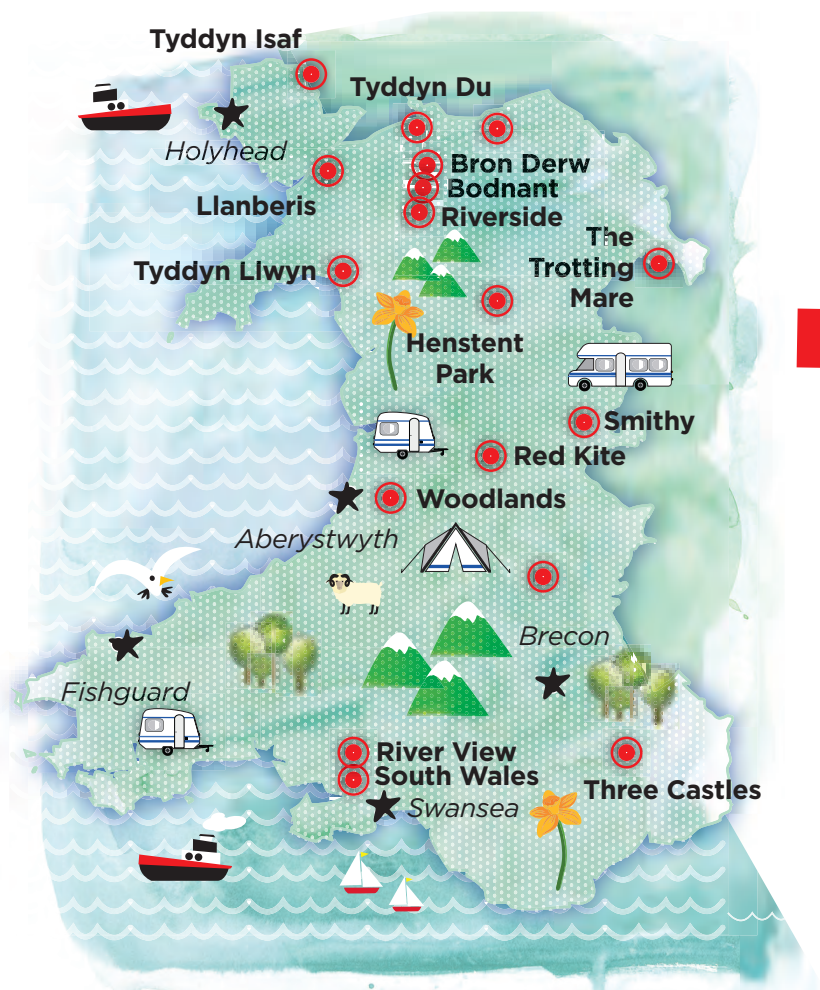 Tyddyn Isaf
Tyddyn Du
Holyhead
Bron Derw
Bodnant
Llanberis
Riverside
The
Trotting
Mare
Tyddyn Llwyn
Henstent
Park
Smithy
Red Kite
Woodlands
Aberystwyth
Brecon
Fishguard
River View
South Wales
Three Castles
Swansea